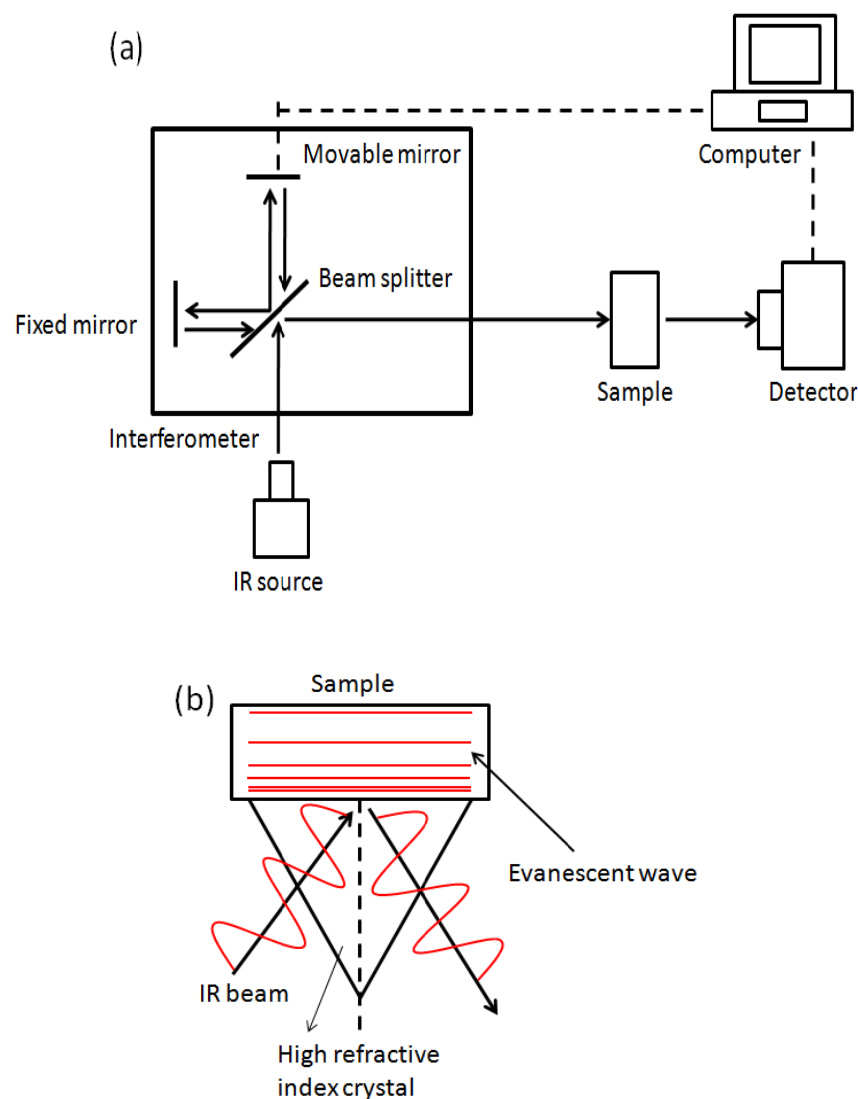 (a)
Movable mirror
Computer
Beam splitter
Fixed mirror
Sample
Detector
Interferometer
IR source
(b)
Sample
Evanescent wave
IR beam
High refractive
index crystal